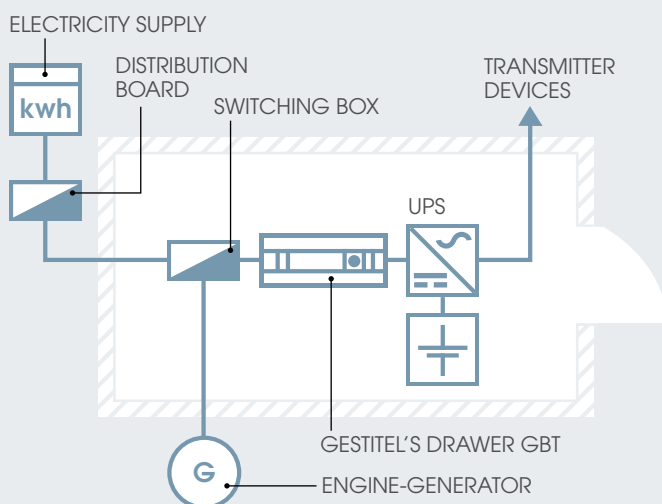 ELECTRICITY SUPPLY
kwh
DISTRIBUTION
BOARD
SWITCHING BOX
TRANSMITTER
DEVICES
UPS
GESTITEL'S DRAWER GBT
G
ENGINE-GENERATOR